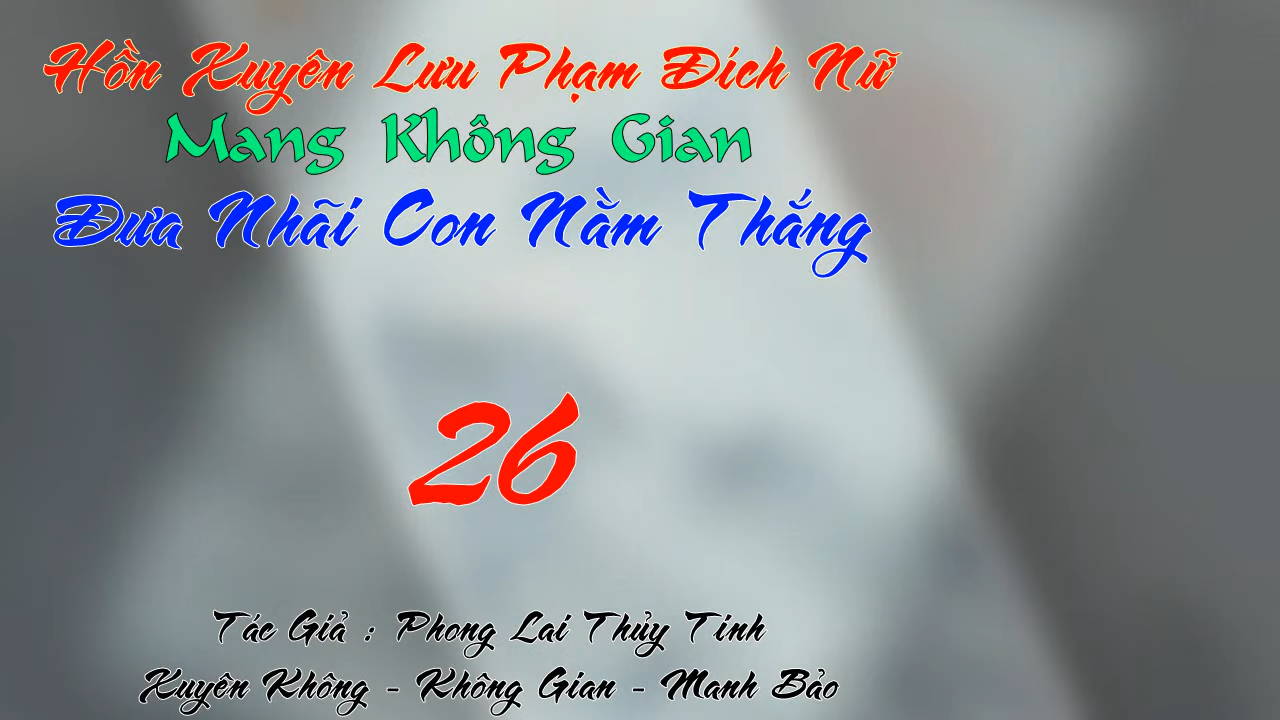 Hồn Xuyên Lưu Phạm Đích Nữ
Mang Không Gian
Đưa Nhãi Con Nằm Thắng
26
Tác Giả : Phong Lai Thủy Tinh
Xuyên Không - Không Gian - Manh Bảo